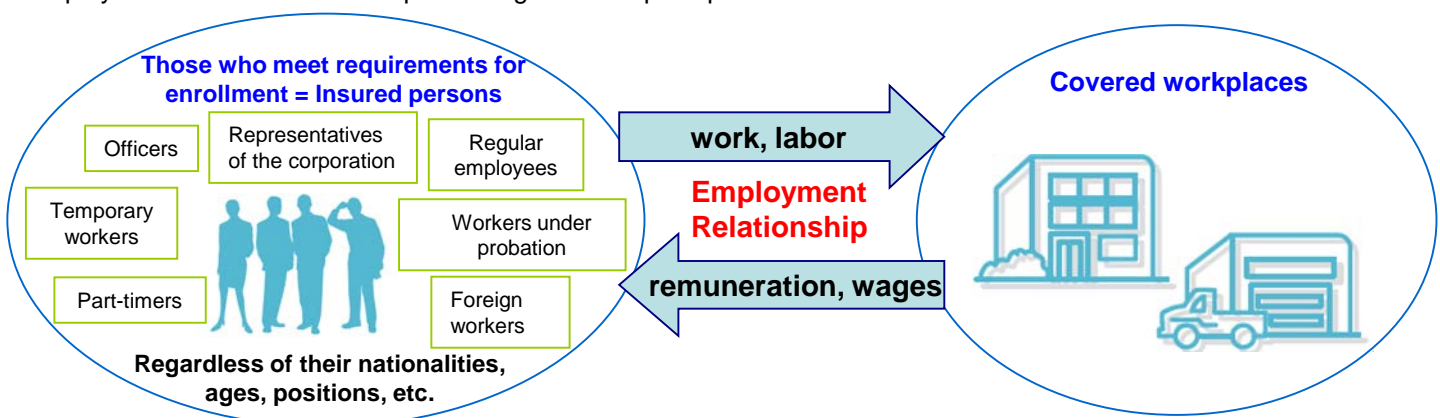 Those who meet requirements for
enrollment = Insured persons
Officers
Representatives
of the corporation
Regular
employees
Temporary
workers
Workers under
probation
Part-timers
Foreign
workers
Regardless of their nationalities,
ages, positions, etc.
work, labor
Employment
Relationship
remuneration, wages
Covered workplaces